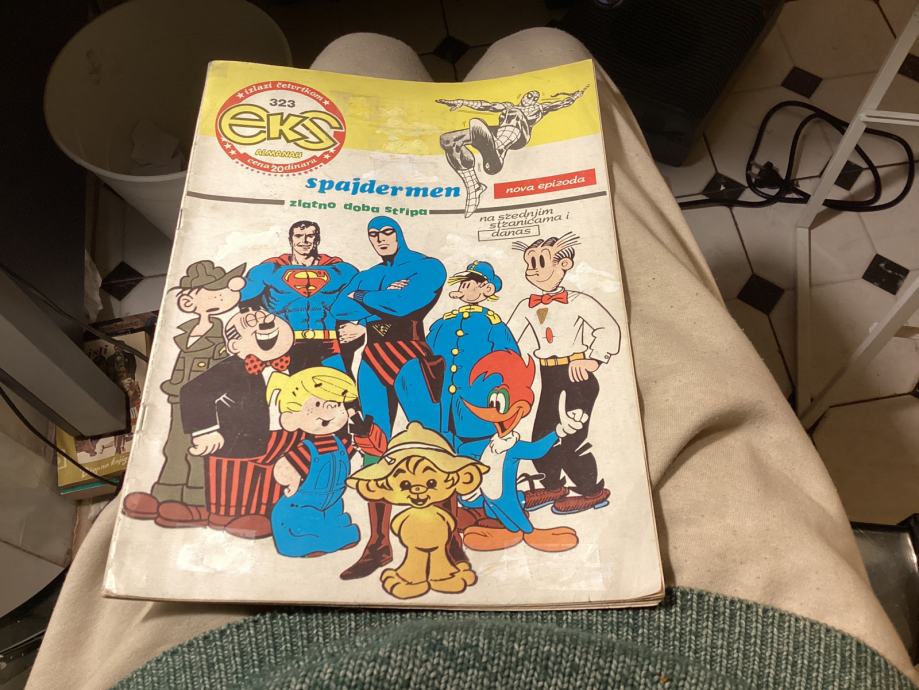 izlazi četvrtkom
323
eks
ALMANAH
cena 20 dinara
spajdermen
nova epizoda
zlatno doba stripa
na srednjim
stranicama i
danas
S